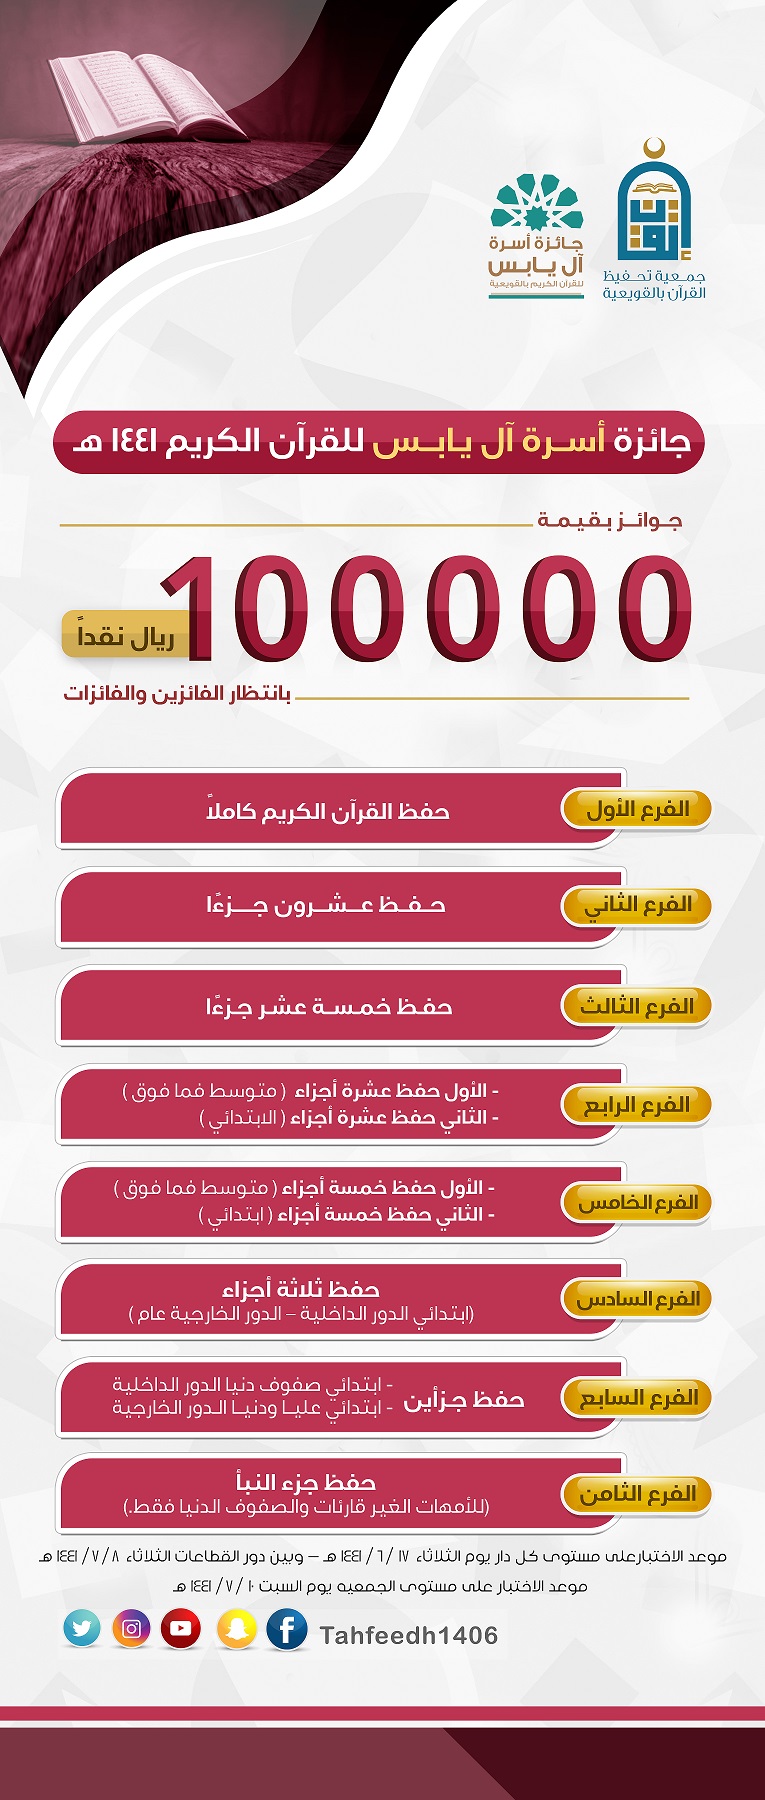 جائزة أسرة
آل يابس
للقرآن الكريم بالقويعية
جمعية تحفيظ
القرآن بالقويعية
جائزة أسرة آل يابس للقرآن الكريم ١٤٤١ هـ
جوائز بقيمة
100000
ريال نقداً
بانتظار الفائزين والفائزات
الفرع الأول
حفظ القرآن الكريم كاملاً
الفرع الثاني
حفظ عشرون جزءًا
الفرع الثالث
حفظ خمسة عشر جزءًا
الفرع الرابع
- الأول حفظ عشرة أجزاء ( متوسط فما فوق )
- الثاني حفظ عشرة أجزاء ( الابتدائي )
الفرع الخامس
- الأول حفظ خمسة أجزاء ( متوسط فما فوق )
- الثاني حفظ خمسة أجزاء ( ابتدائي )
الفرع السادس
حفظ ثلاثة أجزاء
(ابتدائي الدور الداخلية – الدور الخارجية عام )
الفرع السابع
حفظ جزأين
- ابتدائي صفوف دنيا الدور الداخلية
- ابتدائي عليا ودنيا الدور الخارجية
الفرع الثامن
حفظ جزء النبأ
(للأمهات الغير قارئات والصفوف الدنيا فقط.)
موعد الاختبارعلى مستوى كل دار يوم الثلاثاء ١٧ / ٦ / ١٤٤١ هـ – وبين دور القطاعات الثلاثاء ٨ / ٧ / ١٤٤١ هـ
موعد الاختبار على مستوى الجمعيه يوم السبت ١٠ / ٧ / ١٤٤١ هـ
Tahfeedh1406